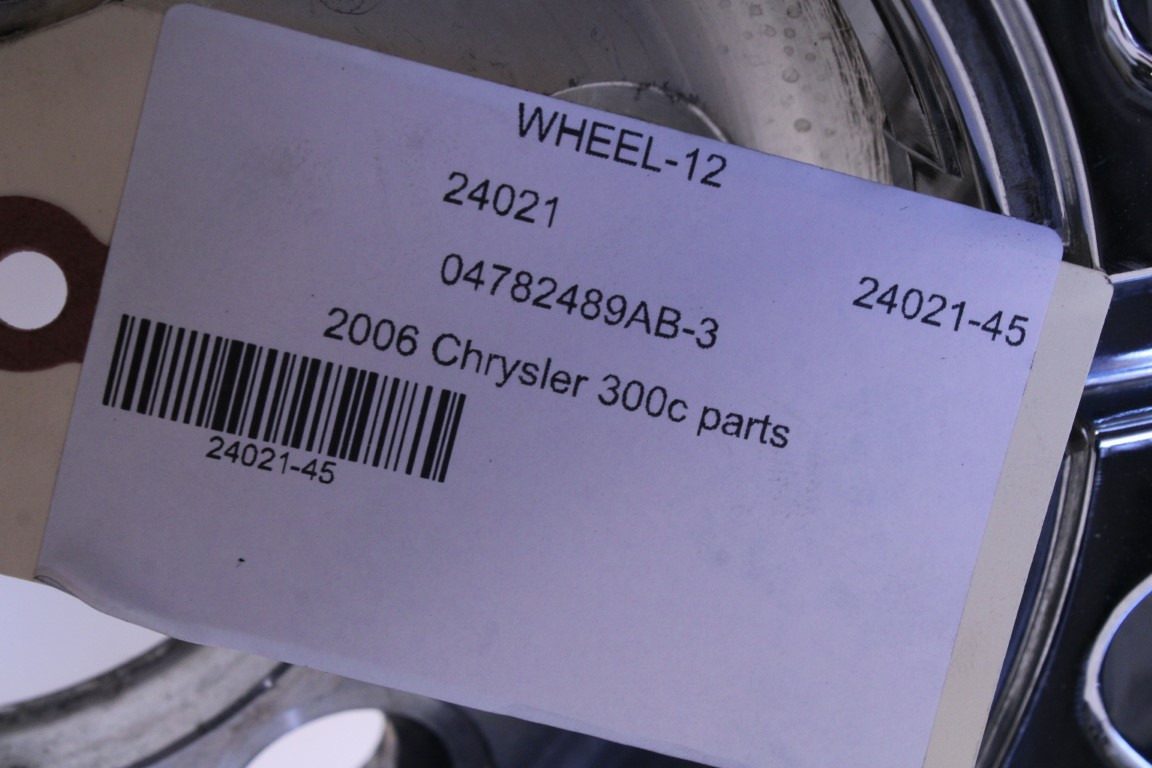 WHEEL-12
24021
04782489AB-3
24021-45
2006 Chrysler 300c parts
24021-45